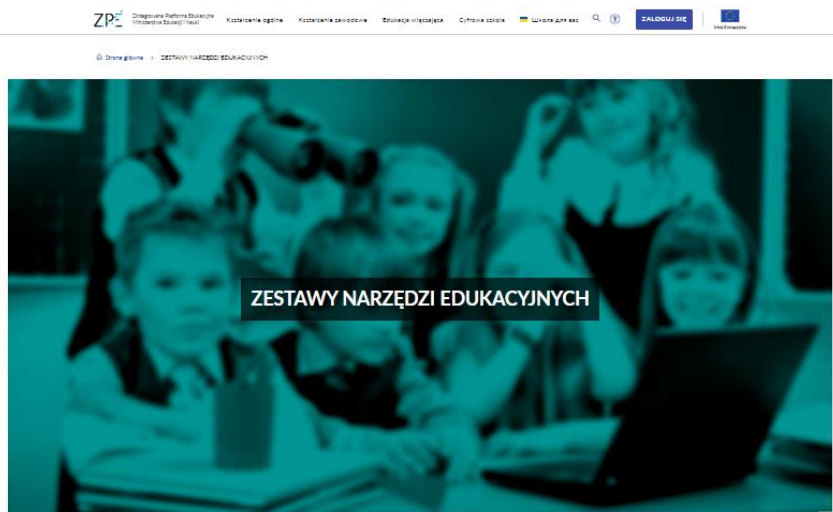 ZPE
Zintegrowana Platforma Edukacyjna
Ministerstwa Edukacji i Nauki
Kształcenie ogólne
Kształcenie zawodowe
Edukacja włączająca
Cyfrowa szkoła
Школа для вас
ZALOGUJ SIĘ
Unia Europejska
Strona główna › ZESTAWY NARZĘDZI EDUKACYJNYCH
ZESTAWY NARZĘDZI EDUKACYJNYCH